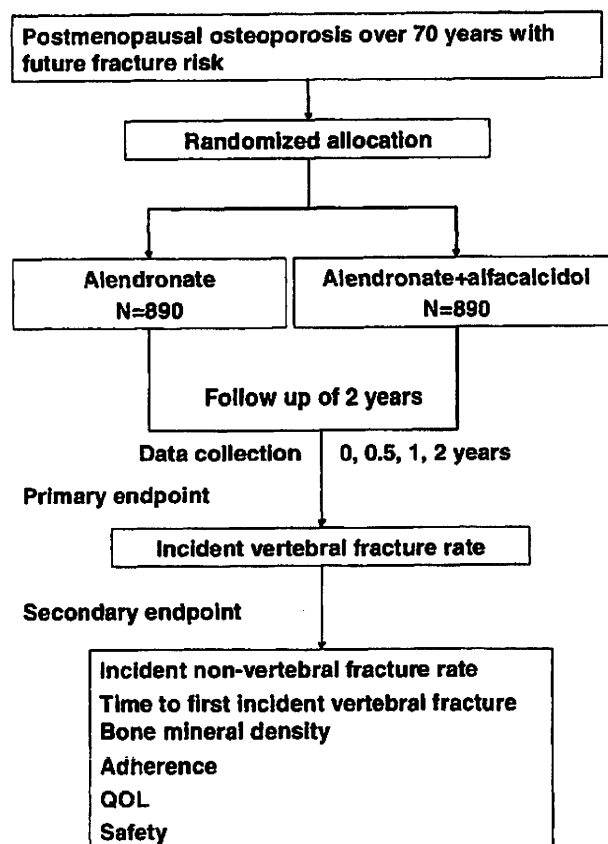 Postmenopausal osteoporosis over 70 years with
future fracture risk
Randomized allocation
Alendronate
N=890
Alendronate+alfacalcidol
N=890
Follow up of 2 years
Data collection 0, 0.5, 1, 2 years
Primary endpoint
Incident vertebral fracture rate
Secondary endpoint
Incident non-vertebral fracture rate
Time to first incident vertebral fracture
Bone mineral density
Adherence
QOL
Safety